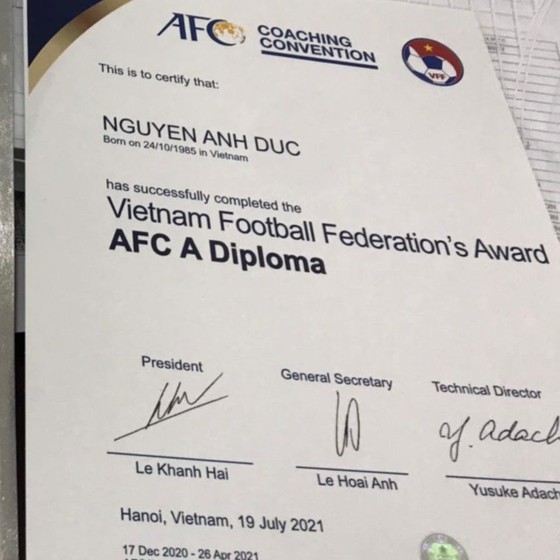 AFC
COACHING
CONVENTION
VFF
This is to certify that:
NGUYEN ANH DUC
Born on 24/10/1985 in Vietnam
has successfully completed the
Vietnam Football Federation's Award
AFC A Diploma
President
General Secretary
Technical Director
y. adach
Le Khanh Hai
Le Hoai Anh
Yusuke Adach
Hanoi, Vietnam, 19 July 2021
17 Dec 2020 - 26 Apr 2021